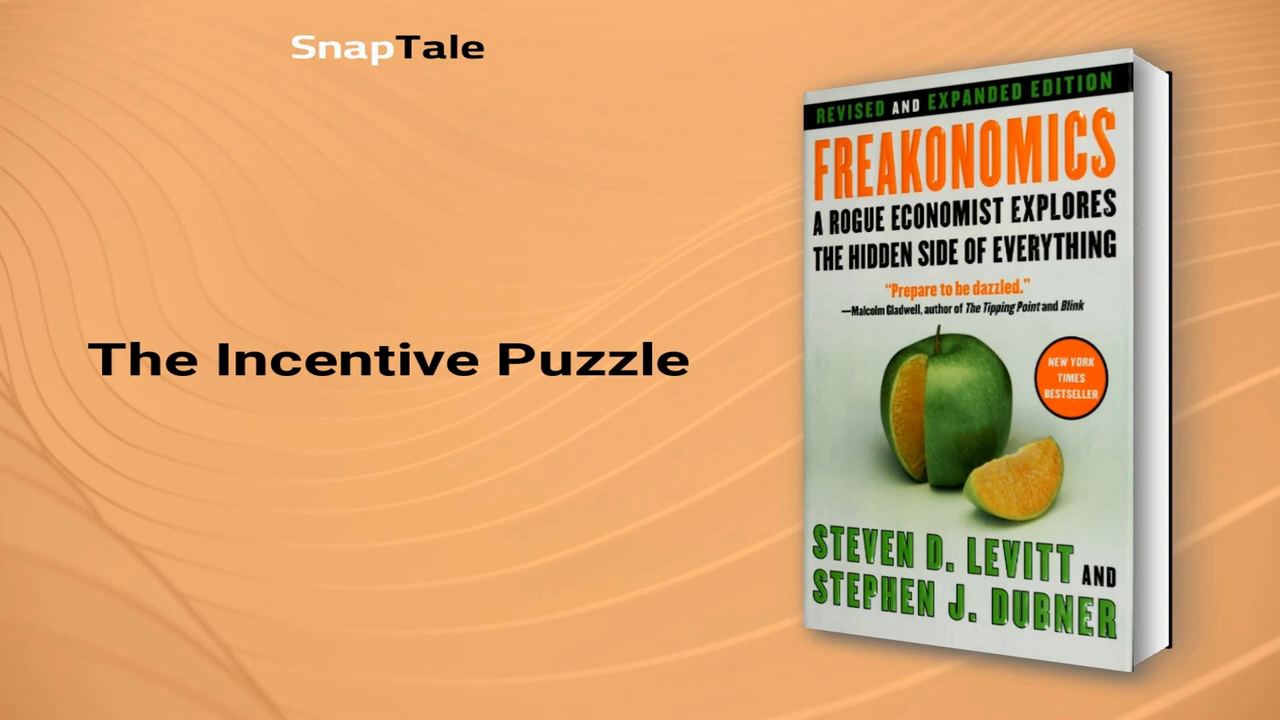 SnapTale
The Incentive Puzzle
REVISED AND EXPANDED EDITION
FREAKONOMICS
A ROGUE ECONOMIST EXPLORES
THE HIDDEN SIDE OF EVERYTHING
“Prepare to be dazzled.”
—Malcolm Gladwell, author of The Tipping Point and Blink
NEW YORK
TIMES
BESTSELLER
STEVEN D. LEVITT AND
STEPHEN J. DUBNER